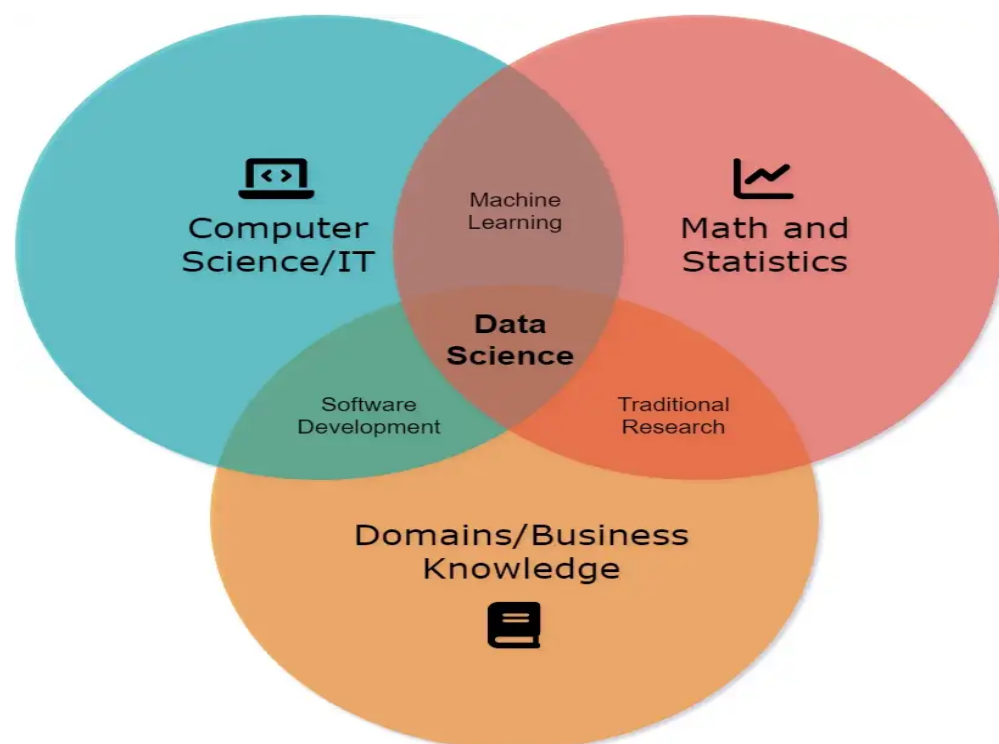 Machine
Learning
Computer
Science/IT
Math and
Statistics
Data
Science
Software
Development
Traditional
Research
Domains/Business
Knowledge